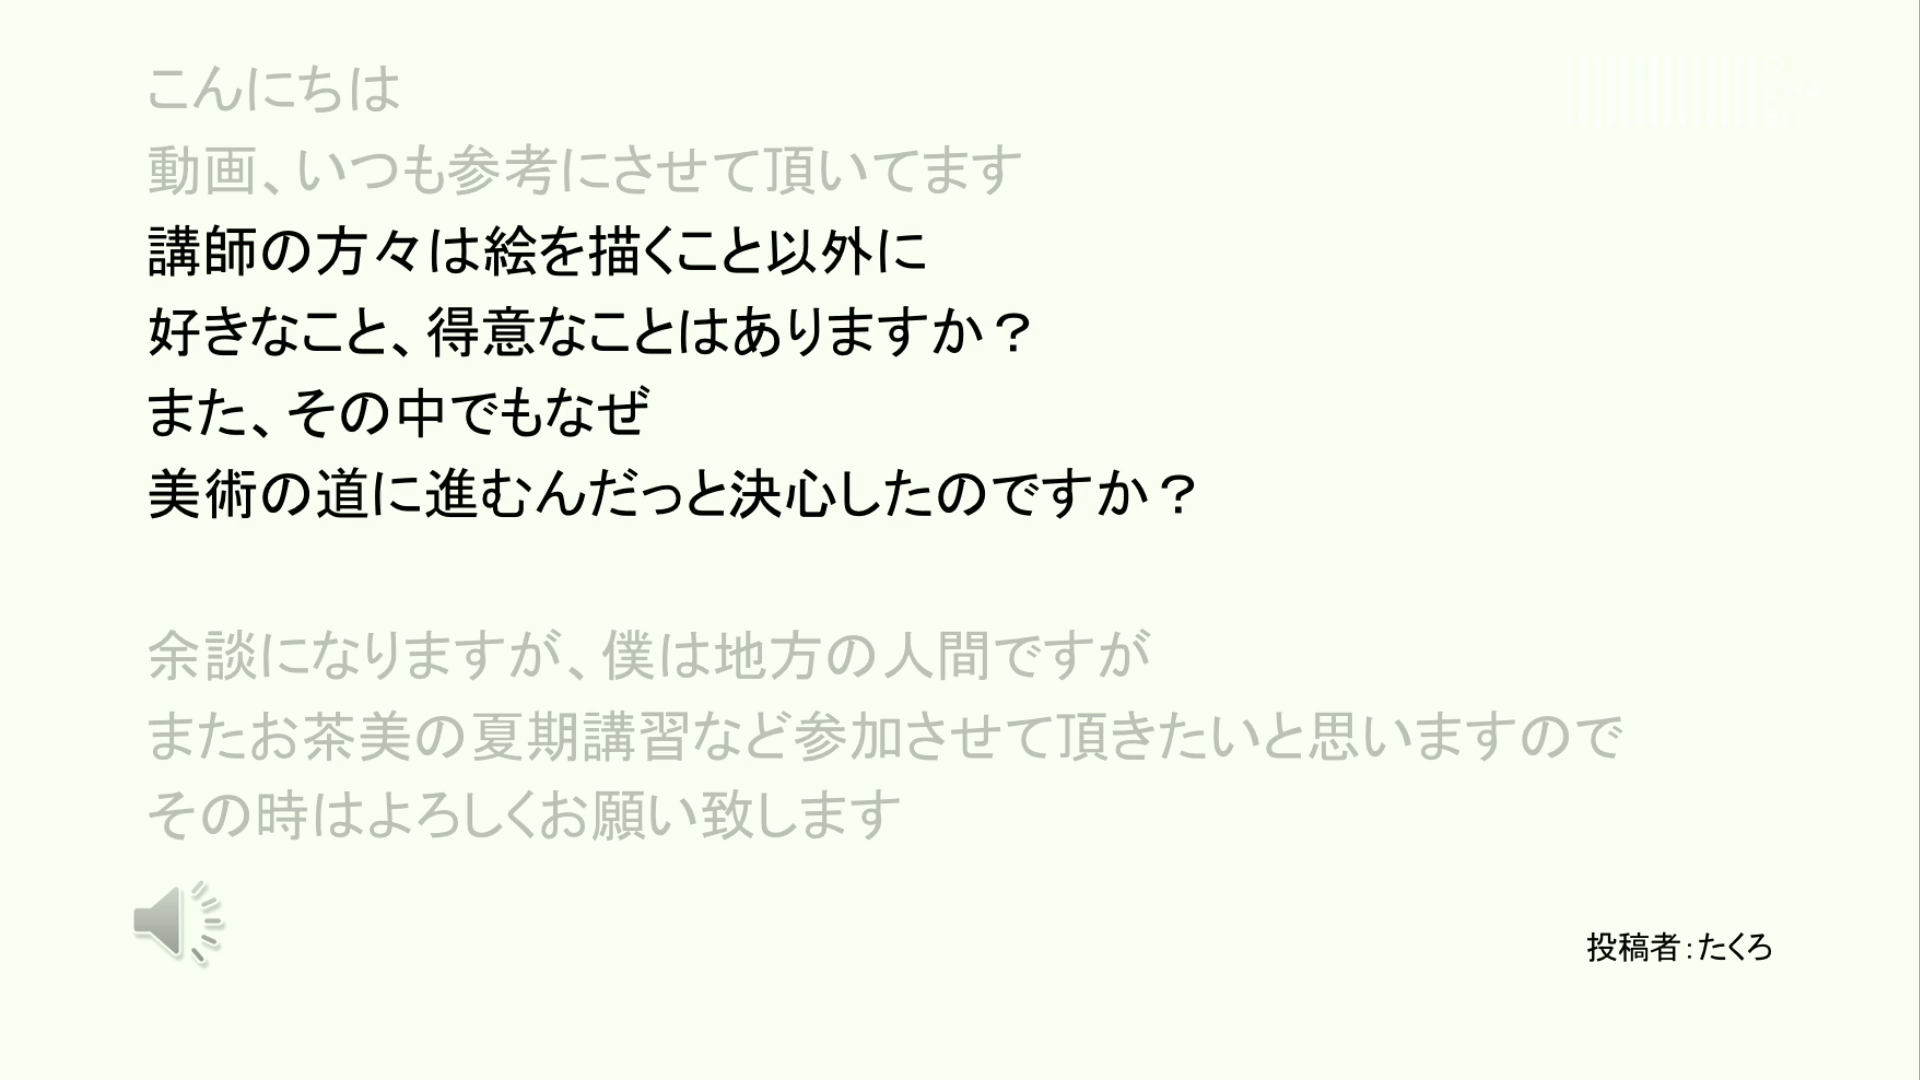 こんにちは
動画、いつも参考にさせて頂いてます
講師の方々は絵を描くこと以外に
好きなこと、得意なことはありますか？
また、その中でもなぜ
美術の道に進むんだっと決心したのですか？
余談になりますが、僕は地方の人間ですが
またお茶美の夏期講習など参加させて頂きたいと思いますので
その時はよろしくお願い致します
投稿者：たくろ